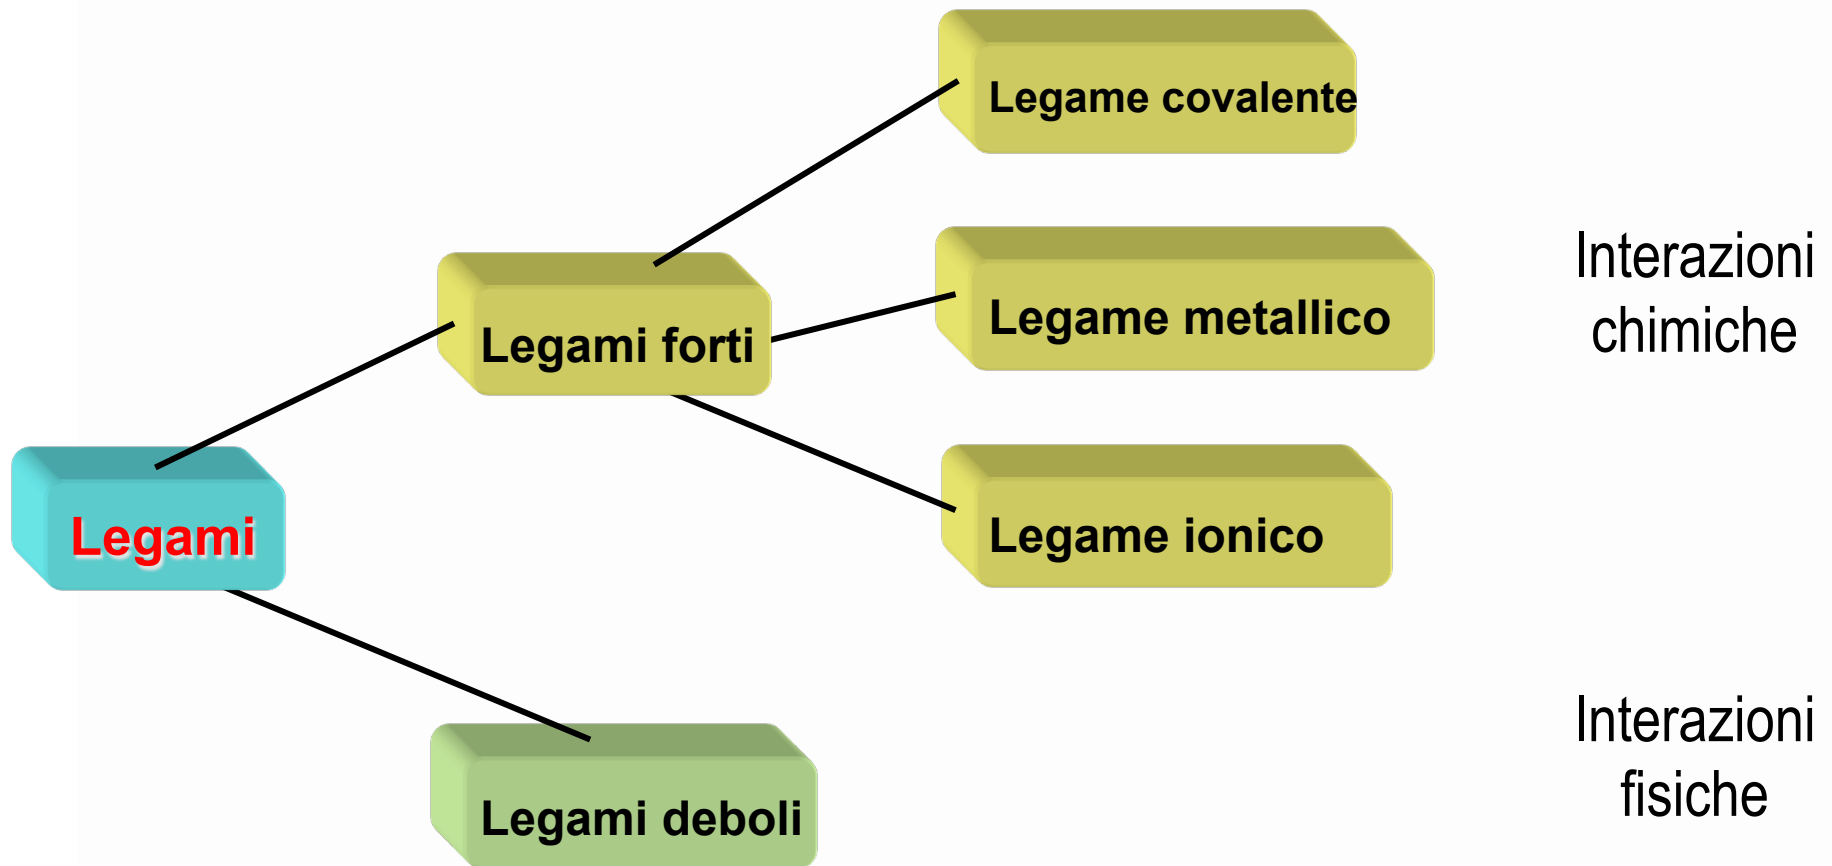 Legame covalente
Legame metallico
Interazioni
chimiche
Legami forti
Legame ionico
Legami
Legami deboli
Interazioni
fisiche